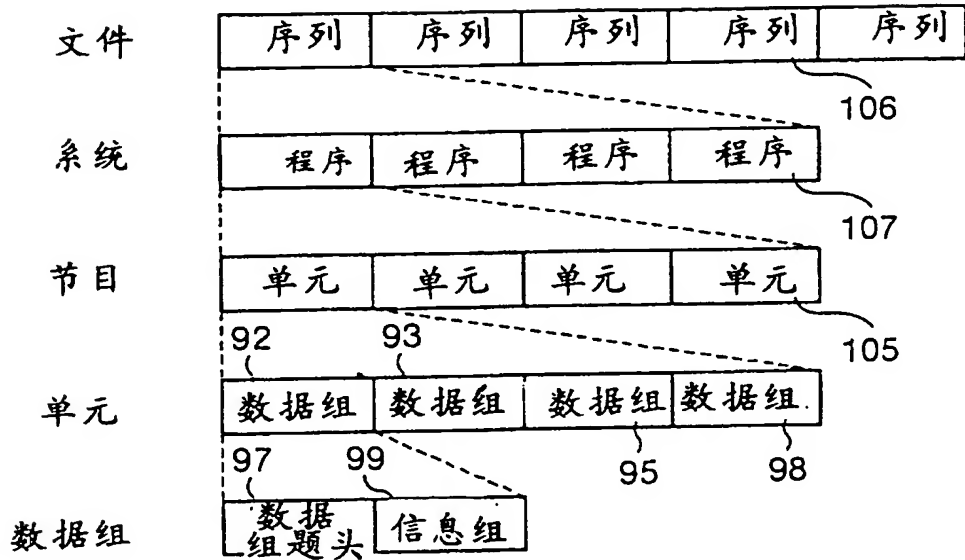 文件 序列 序列 序列 序列 序列
106
系统 程序 程序 程序 程序
107
节目 单元 单元 单元 单元
92 93 105
单元 数据组 数据组 数据组 数据组
97 99 95 98
数据组 数据 信息组
组题头